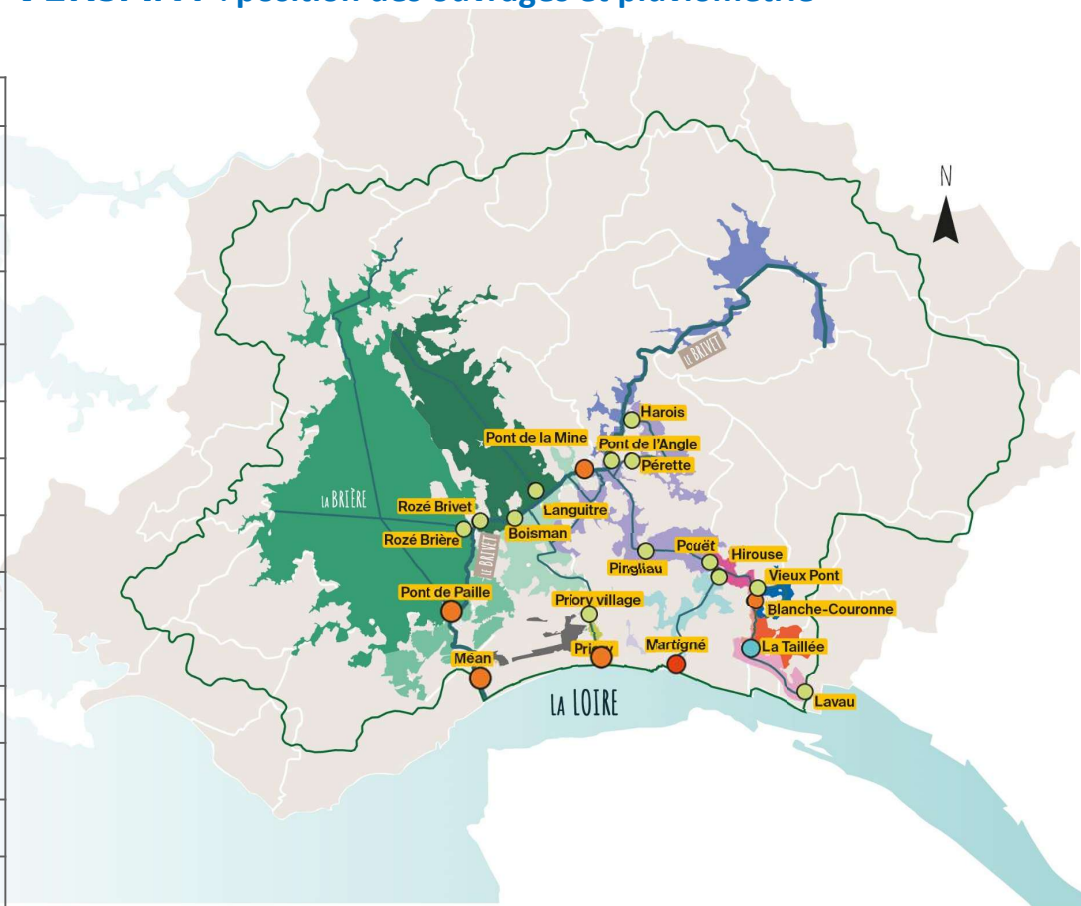 : position des ouvrages et pluviométrie
N
LE BRIVET
Harois
Pont de la Mine
Pont de l'Angle
Pérette
LA BRIÈRE
Rozé Brivet
Languitre
Rozé Brière
Boisman
LE BRIVET
Pouët
Hirouse
Pingliau
Vieux Pont
Pont de Paille
Priory village
Blanche-Couronne
Martigné
La Taillée
Méan
LA LOIRE
Lavau